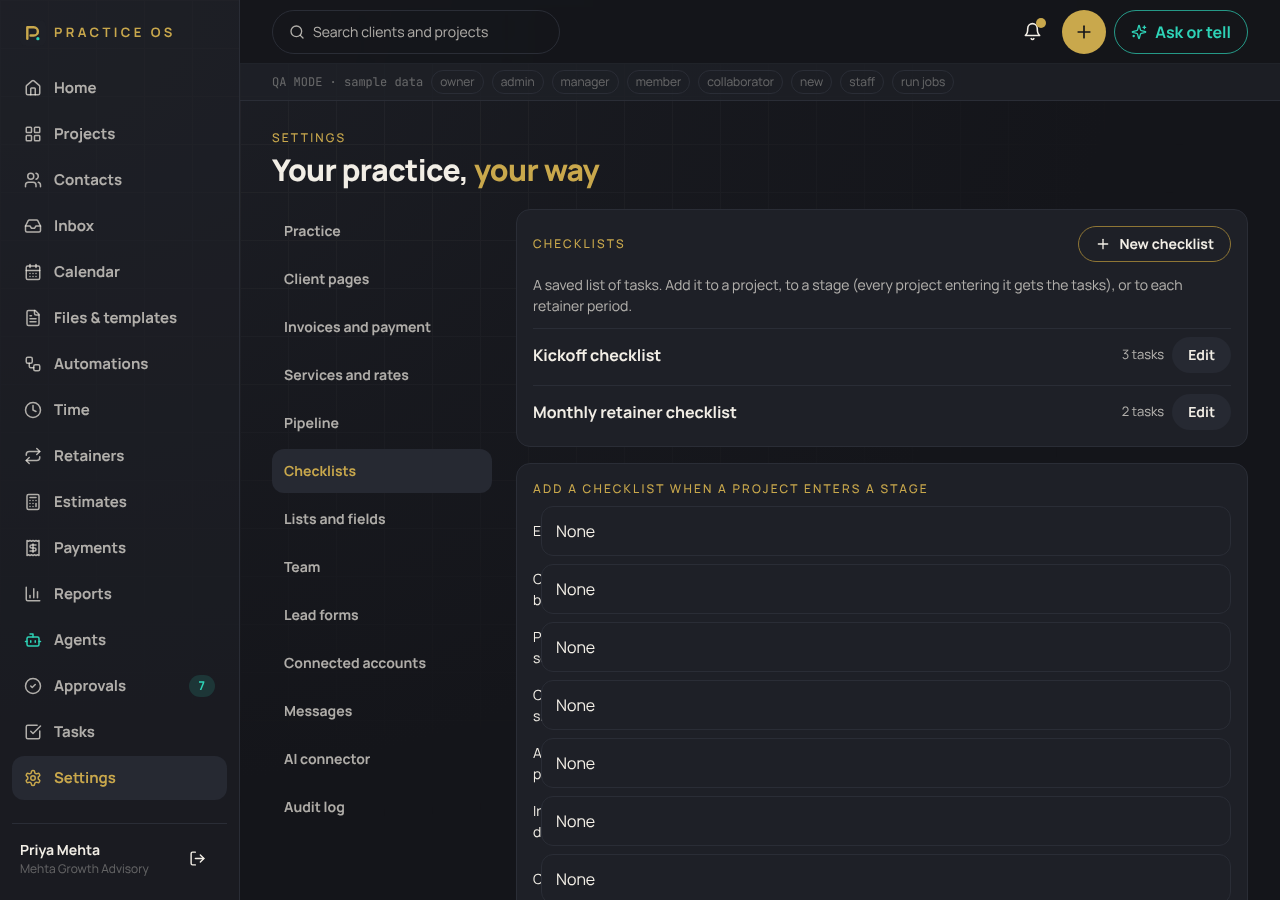 PRACTICE OS
Search clients and projects
Ask or tell
QA MODE · sample data owner admin manager member collaborator new staff run jobs
Home
Projects
Contacts
Inbox
Calendar
Files & templates
Automations
Time
Retainers
Estimates
Payments
Reports
Agents
Approvals 7
Tasks
Settings
Priya Mehta
Mehta Growth Advisory
SETTINGS
Your practice, your way
Practice
Client pages
Invoices and payment
Services and rates
Pipeline
Checklists
Lists and fields
Team
Lead forms
Connected accounts
Messages
AI connector
Audit log
CHECKLISTS
New checklist
A saved list of tasks. Add it to a project, to a stage (every project entering it gets the tasks), or to each
retainer period.
Kickoff checklist 3 tasks Edit
Monthly retainer checklist 2 tasks Edit
ADD A CHECKLIST WHEN A PROJECT ENTERS A STAGE
None
None
None
None
None
None
None